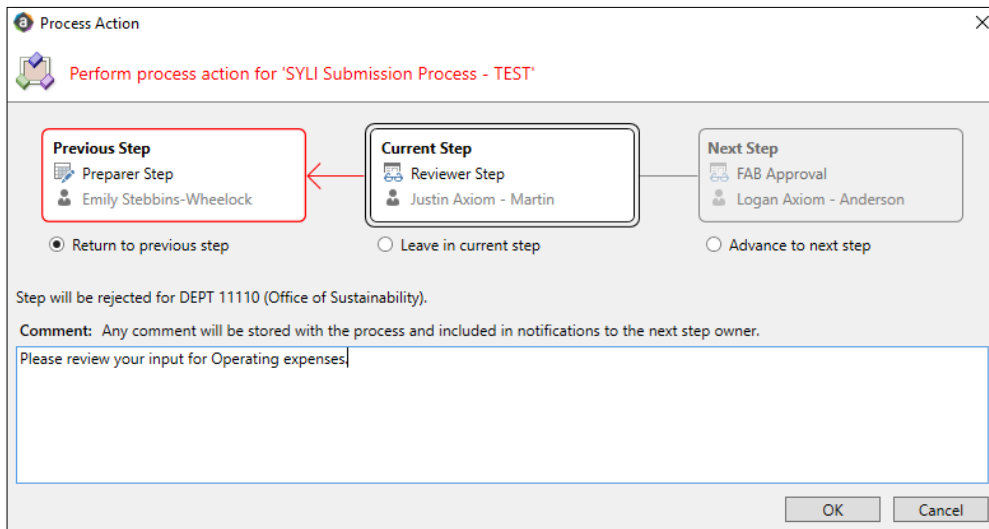 Process Action
Perform process action for 'SYLI Submission Process - TEST'
Previous Step
Preparer Step
Emily Stebbins-Wheelock
Current Step
Reviewer Step
Justin Axiom - Martin
Next Step
FAB Approval
Logan Axiom - Anderson
Return to previous step
Leave in current step
Advance to next step
Step will be rejected for DEPT 11110 (Office of Sustainability).
Comment: Any comment will be stored with the process and included in notifications to the next step owner.
Please review your input for Operating expenses.
OK
Cancel